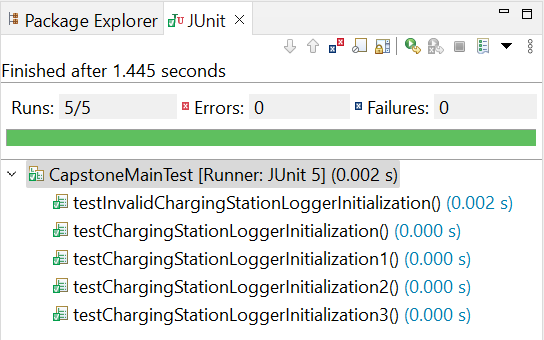 Package Explorer JUnit
Finished after 1.445 seconds
Runs: 5/5 Errors: 0 Failures: 0
CapstoneMainTest [Runner: JUnit 5] (0.002 s)
testInvalidChargingStationLoggerInitialization() (0.002 s)
testChargingStationLoggerInitialization() (0.000 s)
testChargingStationLoggerInitialization1() (0.000 s)
testChargingStationLoggerInitialization2() (0.000 s)
testChargingStationLoggerInitialization3() (0.000 s)